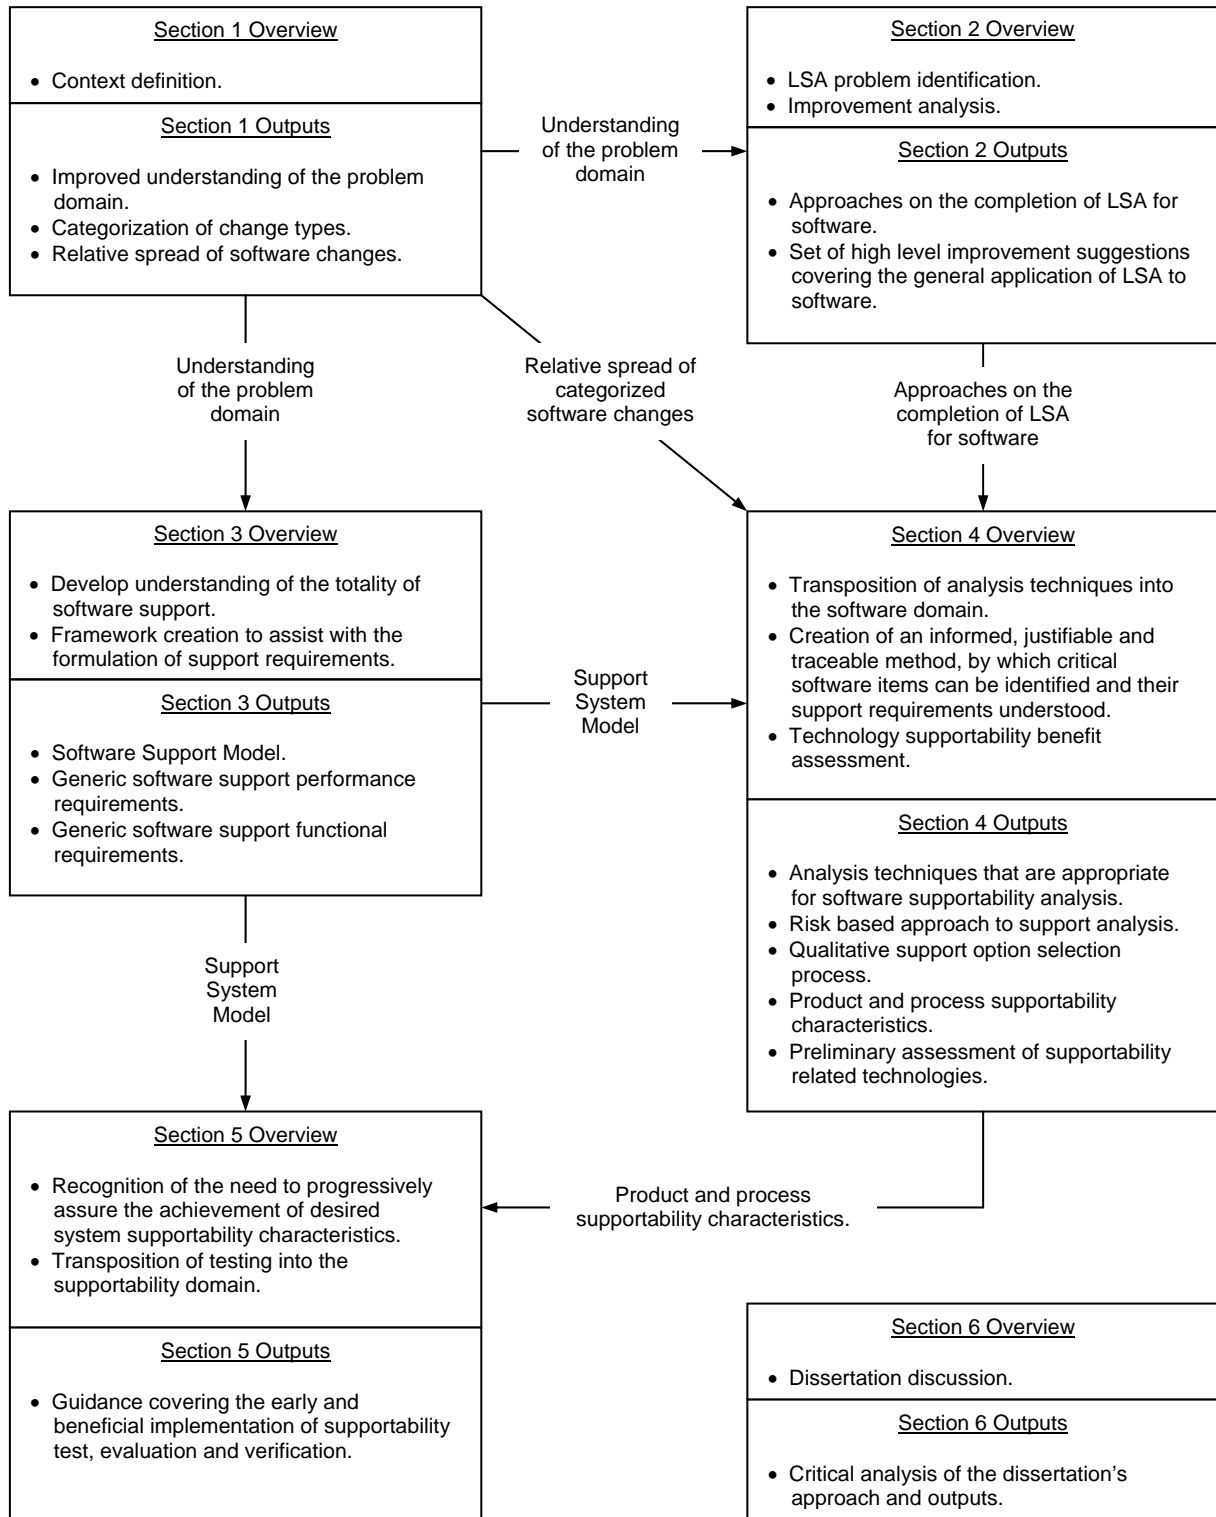 Section 1 Overview
• Context definition.
Section 1 Outputs
• Improved understanding of the problem
domain.
• Categorization of change types.
• Relative spread of software changes.
Understanding
of the problem
domain
Section 2 Overview
• LSA problem identification.
• Improvement analysis.
Section 2 Outputs
• Approaches on the completion of LSA for
software.
• Set of high level improvement suggestions
covering the general application of LSA to
software.
Understanding
of the problem
domain
Relative spread of
categorized
software changes
Approaches on the
completion of LSA
for software
Section 3 Overview
• Develop understanding of the totality of
software support.
• Framework creation to assist with the
formulation of support requirements.
Section 3 Outputs
• Software Support Model.
• Generic software support performance
requirements.
• Generic software support functional
requirements.
Support
System
Model
Section 4 Overview
• Transposition of analysis techniques into
the software domain.
• Creation of an informed, justifiable and
traceable method, by which critical
software items can be identified and their
support requirements understood.
• Technology supportability benefit
assessment.
Section 4 Outputs
• Analysis techniques that are appropriate
for software supportability analysis.
• Risk based approach to support analysis.
• Qualitative support option selection
process.
• Product and process supportability
characteristics.
• Preliminary assessment of supportability
related technologies.
Support
System
Model
Section 5 Overview
• Recognition of the need to progressively
assure the achievement of desired
system supportability characteristics.
• Transposition of testing into the
supportability domain.
Section 5 Outputs
• Guidance covering the early and
beneficial implementation of supportability
test, evaluation and verification.
Product and process
supportability characteristics.
Section 6 Overview
• Dissertation discussion.
Section 6 Outputs
• Critical analysis of the dissertation's
approach and outputs.